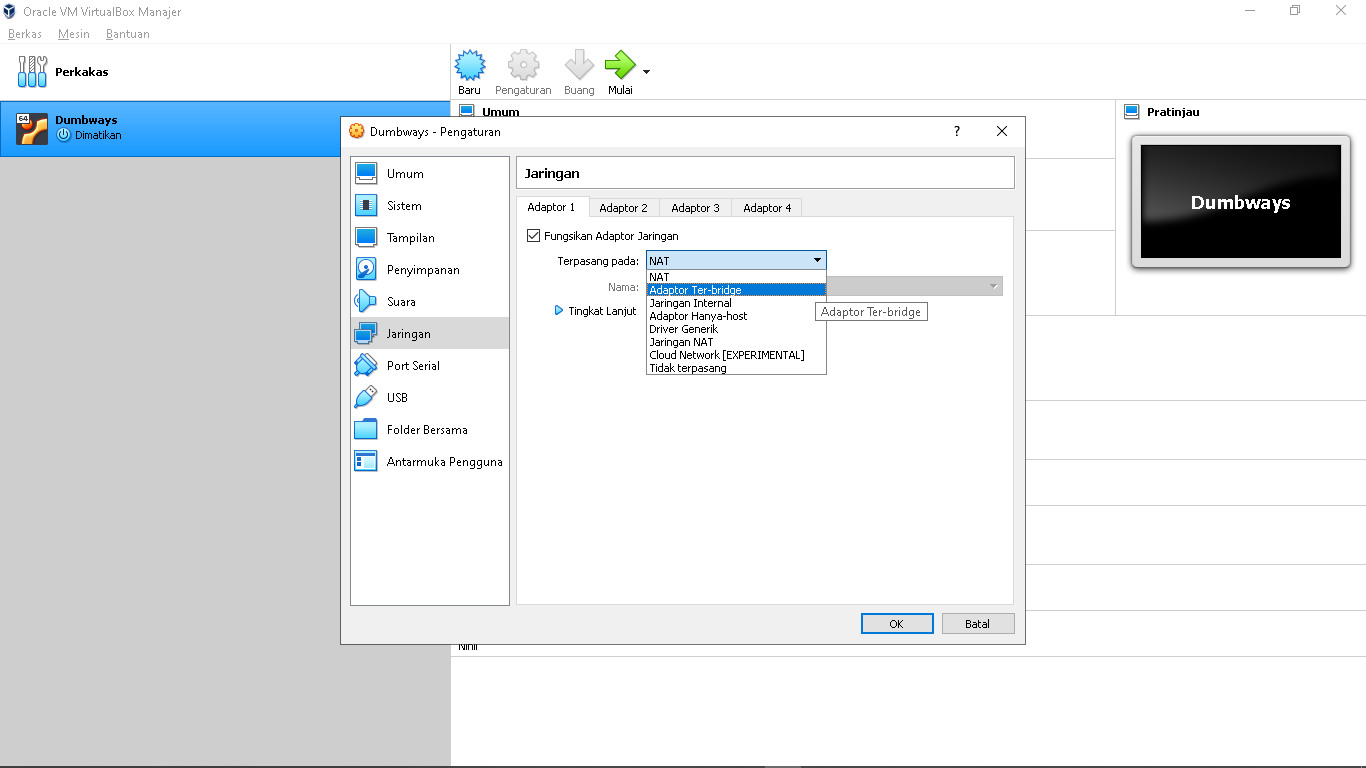 Oracle VM VirtualBox Manajer
Berkas Mesin Bantuan
Perkakas
Baru Pengaturan Buang Mulai
64
Dumbways
Dimatikan
Umum
Pratinjau
Dumbways
Dumbways - Pengaturan
?
Umum
Sistem
Tampilan
Penyimpanan
Suara
Jaringan
Port Serial
USB
Folder Bersama
Antarmuka Pengguna
Jaringan
Adaptor 1 Adaptor 2 Adaptor 3 Adaptor 4
Fungsikan Adaptor Jaringan
Terpasang pada: NAT
NAT
Adaptor Ter-bridge
Jaringan Internal
Adaptor Hanya-host
Driver Generik
Jaringan NAT
Cloud Network [EXPERIMENTAL]
Tidak terpasang
Nama:
Tingkat Lanjut
Adaptor Ter-bridge
OK Batal
Nihil